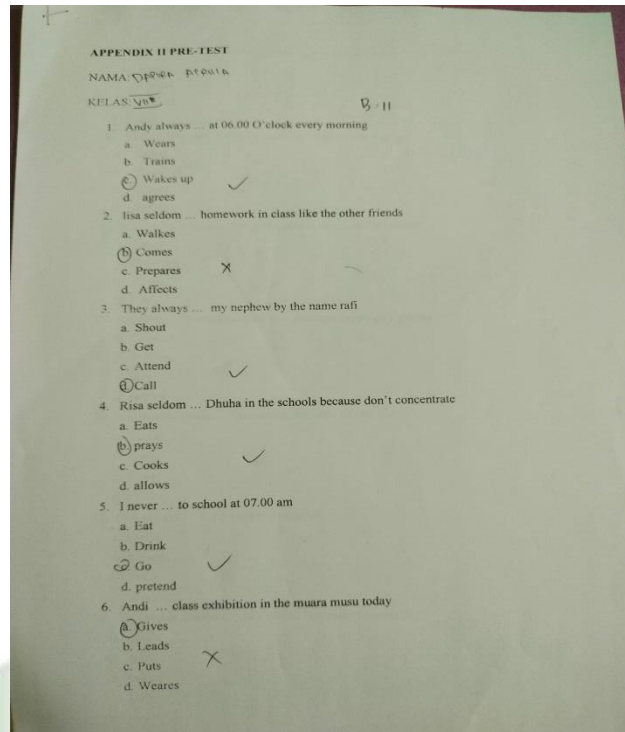 APPENDIX II PRE-TEST
NAMA:
KELAS: VIII
B = 11
1. Andy always ... at 06.00 O'clock every morning
a. Wears
b. Trains
c. Wakes up
d. agrees
2. lisa seldom ... homework in class like the other friends
a. Walkes
b. Comes
c. Prepares
d. Affects
3. They always ... my nephew by the name rafi
a. Shout
b. Get
c. Attend
d. Call
4. Risa seldom ... Dhuha in the schools because don't concentrate
a. Eats
b. prays
c. Cooks
d. allows
5. I never ... to school at 07.00 am
a. Eat
b. Drink
c. Go
d. pretend
6. Andi ... class exhibition in the muara musu today
a. Gives
b. Leads
c. Puts
d. Weares